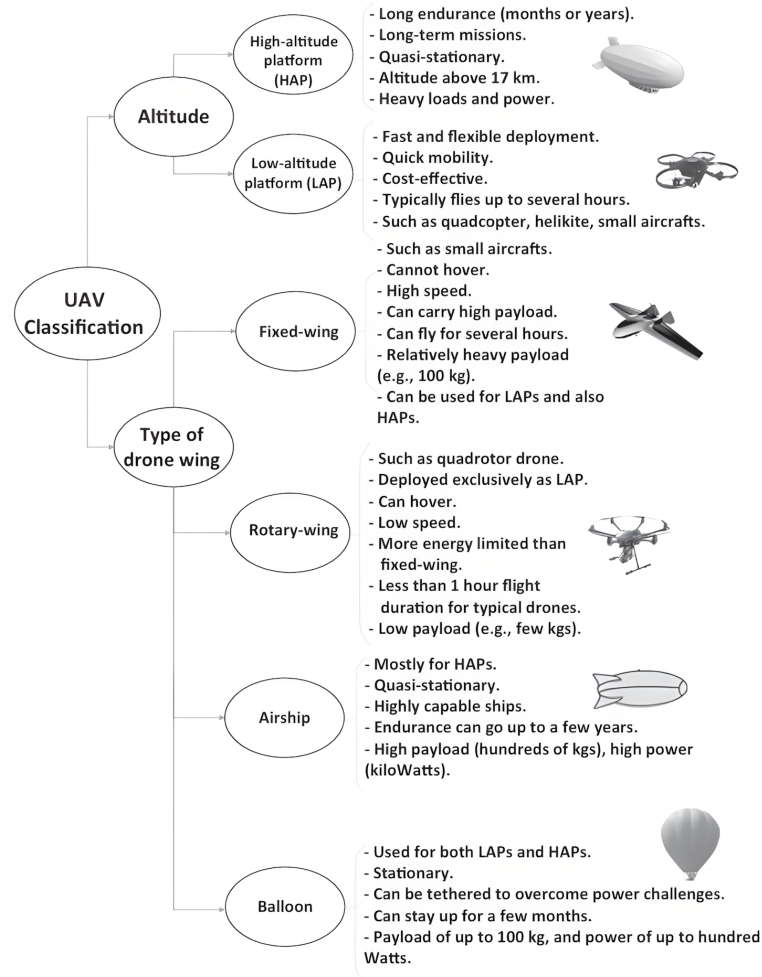 UAV
Classification
Altitude
High-altitude
platform
(HAP)
- Long endurance (months or years).
- Long-term missions.
- Quasi-stationary.
- Altitude above 17 km.
- Heavy loads and power.
Low-altitude
platform (LAP)
- Fast and flexible deployment.
- Quick mobility.
- Cost-effective.
- Typically flies up to several hours.
- Such as quadcopter, helikite, small aircrafts.
Type of
drone wing
Fixed-wing
- Such as small aircrafts.
- Cannot hover.
- High speed.
- Can carry high payload.
- Can fly for several hours.
- Relatively heavy payload
(e.g., 100 kg).
- Can be used for LAPs and also
HAPs.
Rotary-wing
- Such as quadrotor drone.
- Deployed exclusively as LAP.
- Can hover.
- Low speed.
- More energy limited than
fixed-wing.
- Less than 1 hour flight
duration for typical drones.
- Low payload (e.g., few kgs).
Airship
- Mostly for HAPs.
- Quasi-stationary.
- Highly capable ships.
- Endurance can go up to a few years.
- High payload (hundreds of kgs), high power
(kiloWatts).
Balloon
- Used for both LAPs and HAPs.
- Stationary.
- Can be tethered to overcome power challenges.
- Can stay up for a few months.
- Payload of up to 100 kg, and power of up to hundred
Watts.